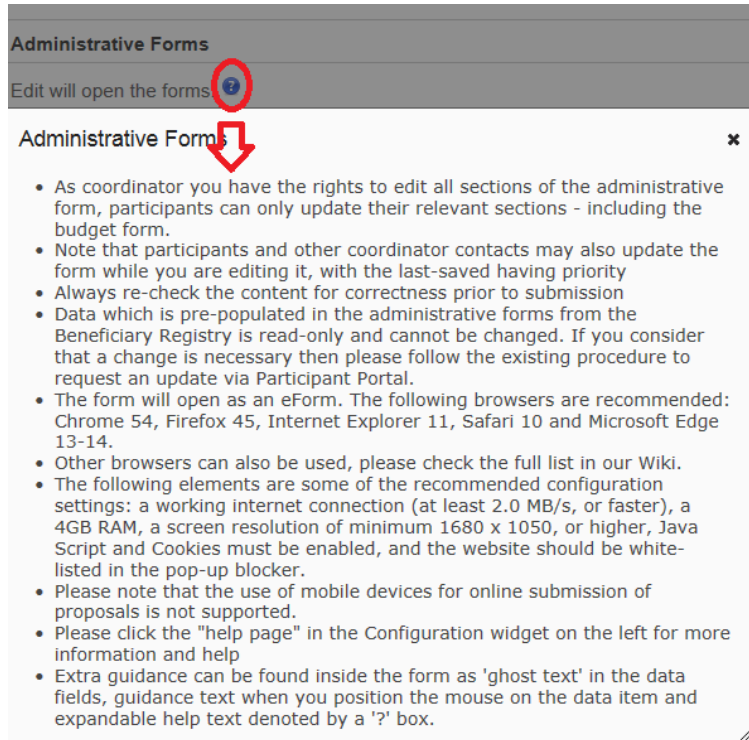 Administrative Forms
Edit will open the forms. ?
Administrative Forms ×
• As coordinator you have the rights to edit all sections of the administrative
form, participants can only update their relevant sections - including the
budget form.
• Note that participants and other coordinator contacts may also update the
form while you are editing it, with the last-saved having priority
• Always re-check the content for correctness prior to submission
• Data which is pre-populated in the administrative forms from the
Beneficiary Registry is read-only and cannot be changed. If you consider
that a change is necessary then please follow the existing procedure to
request an update via Participant Portal.
• The form will open as an eForm. The following browsers are recommended:
Chrome 54, Firefox 45, Internet Explorer 11, Safari 10 and Microsoft Edge
13-14.
• Other browsers can also be used, please check the full list in our Wiki.
• The following elements are some of the recommended configuration
settings: a working internet connection (at least 2.0 MB/s, or faster), a
4GB RAM, a screen resolution of minimum 1680 x 1050, or higher, Java
Script and Cookies must be enabled, and the website should be white-
listed in the pop-up blocker.
• Please note that the use of mobile devices for online submission of
proposals is not supported.
• Please click the "help page" in the Configuration widget on the left for more
information and help
• Extra guidance can be found inside the form as 'ghost text' in the data
fields, guidance text when you position the mouse on the data item and
expandable help text denoted by a '?' box.